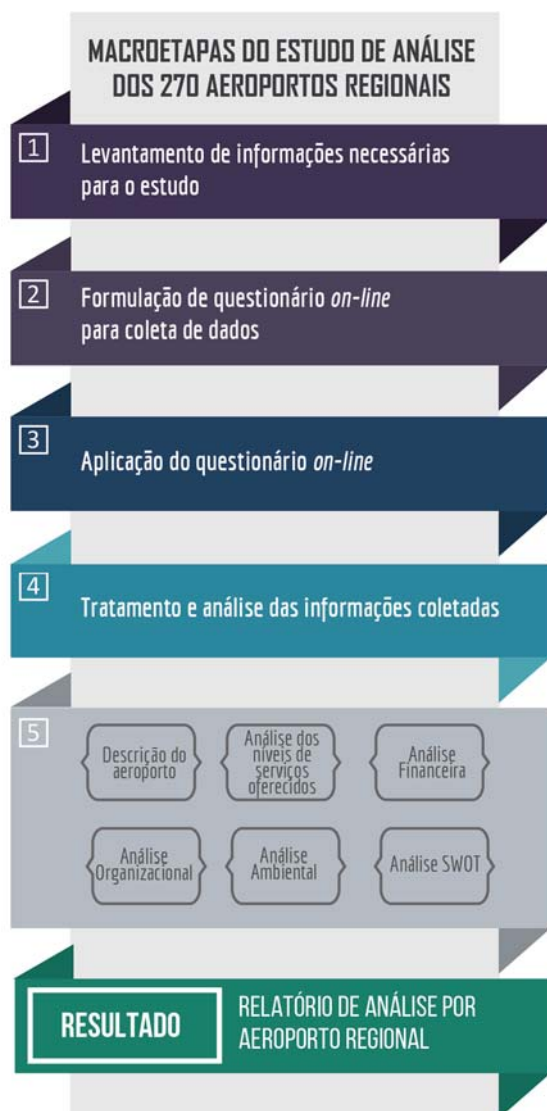 MACROETAPAS DO ESTUDO DE ANÁLISE
DOS 270 AEROPORTOS REGIONAIS
1
Levantamento de informações necessárias
para o estudo
2
Formulação de questionário on-line
para coleta de dados
3
Aplicação do questionário on-line
4
Tratamento e análise das informações coletadas
5
Descrição do
aeroporto
Análise dos
níveis de
serviços
oferecidos
Análise
Financeira
Análise
Organizacional
Análise
Ambiental
Análise SWOT
RESULTADO
RELATÓRIO DE ANÁLISE POR
AEROPORTO REGIONAL